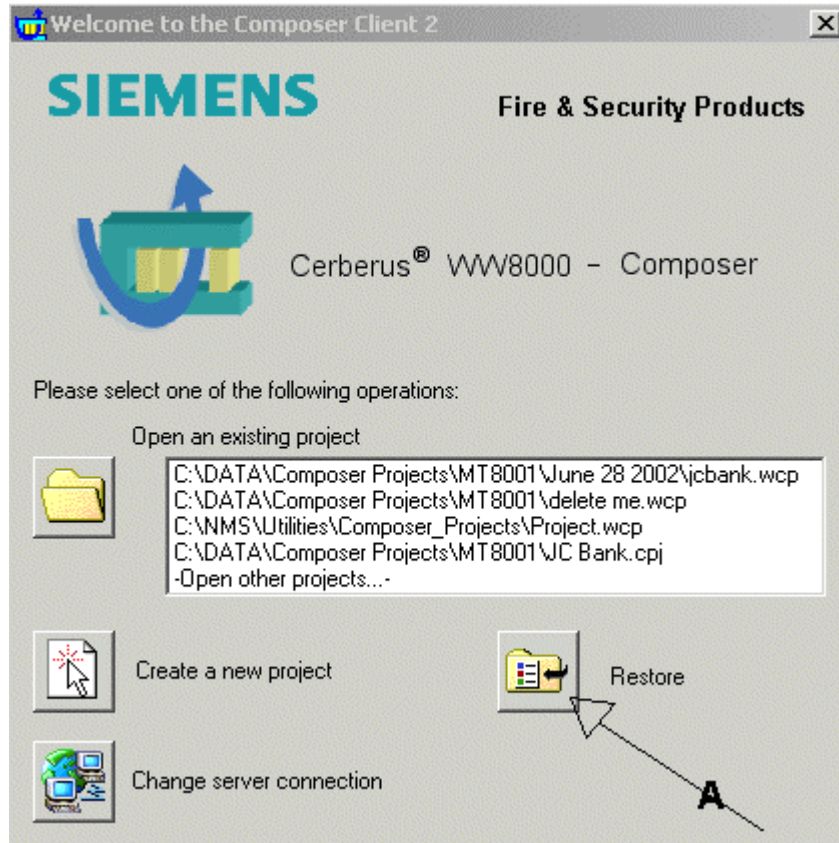 Welcome to the Composer Client 2
SIEMENS
Fire & Security Products
Cerberus® WW8000 - Composer
Please select one of the following operations:
Open an existing project
C:\DATA\Composer Projects\MT8001\June 28 2002\jcbank.wcp
C:\DATA\Composer Projects\MT8001\delete me.wcp
C:\NMS\Utilities\Composer_Projects\Project.wcp
C:\DATA\Composer Projects\MT8001\JC Bank.cpj
-Open other projects...-
Create a new project
Restore
Change server connection
A